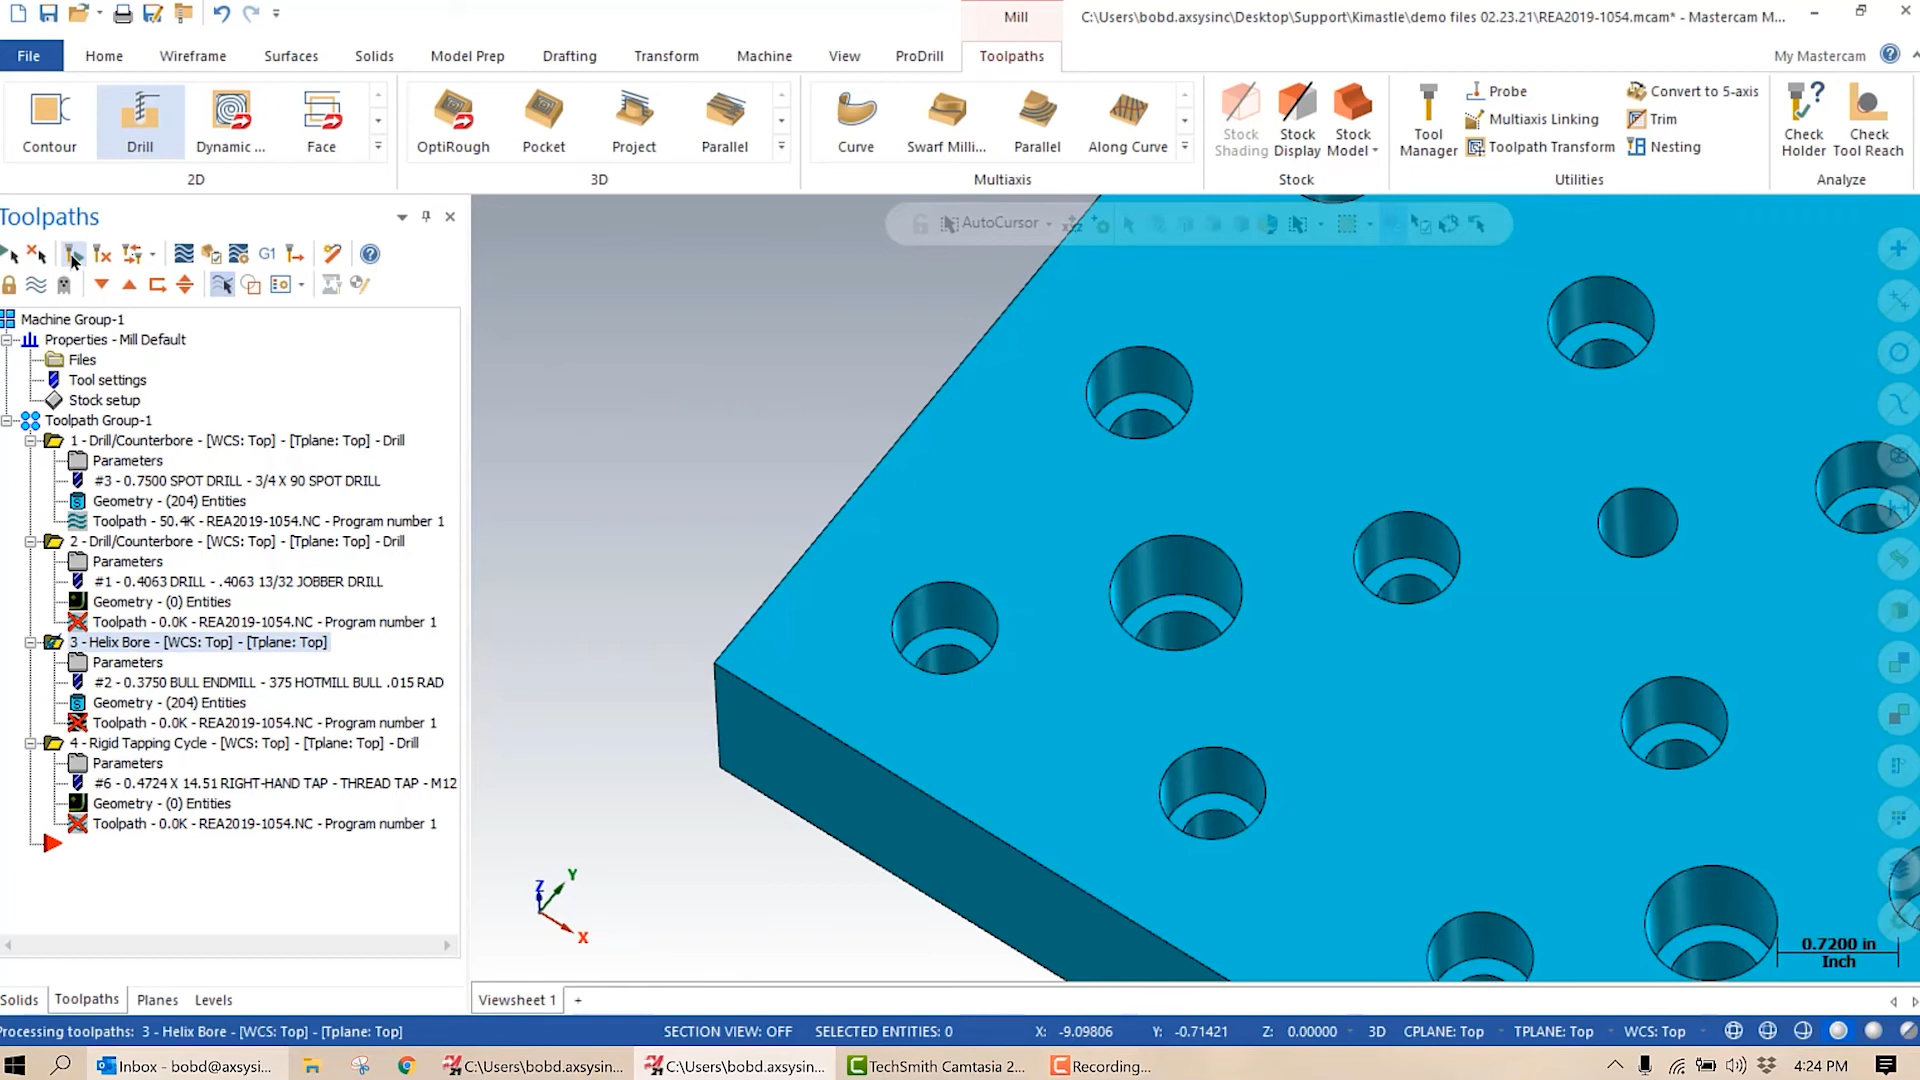 Mill
C:\Users\bobd.axsysinc\Desktop\Support\Kimastle\demo files 02.23.21\REA2019-1054.mcam* - Mastercam M...
File Home Wireframe Surfaces Solids Model Prep Drafting Transform Machine View ProDrill Toolpaths My Mastercam
Contour Drill Dynamic ... Face
2D
OptiRough Pocket Project Parallel
3D
Curve Swarf Milli... Parallel Along Curve
Multiaxis
Stock Shading Stock Display Stock Model
Stock
Tool Manager
Probe
Multiaxis Linking
Toolpath Transform
Convert to 5-axis
Trim
Nesting
Utilities
Check Holder Check Tool Reach
Analyze
Toolpaths
G1
AutoCursor
Machine Group-1
Properties - Mill Default
Files
Tool settings
Stock setup
Toolpath Group-1
1 - Drill/Counterbore - [WCS: Top] - [Tplane: Top] - Drill
Parameters
#3 - 0.7500 SPOT DRILL - 3/4 X 90 SPOT DRILL
Geometry - (204) Entities
Toolpath - 50.4K - REA2019-1054.NC - Program number 1
2 - Drill/Counterbore - [WCS: Top] - [Tplane: Top] - Drill
Parameters
#1 - 0.4063 DRILL - .4063 13/32 JOBBER DRILL
Geometry - (0) Entities
Toolpath - 0.0K - REA2019-1054.NC - Program number 1
3 - Helix Bore - [WCS: Top] - [Tplane: Top]
Parameters
#2 - 0.3750 BULL ENDMILL - 375 HOTMILL BULL .015 RAD
Geometry - (204) Entities
Toolpath - 0.0K - REA2019-1054.NC - Program number 1
4 - Rigid Tapping Cycle - [WCS: Top] - [Tplane: Top] - Drill
Parameters
#6 - 0.4724 X 14.51 RIGHT-HAND TAP - THREAD TAP - M12
Geometry - (0) Entities
Toolpath - 0.0K - REA2019-1054.NC - Program number 1
Z Y X
0.7200 in
Inch
Solids Toolpaths Planes Levels
Viewsheet 1 +
Processing toolpaths: 3 - Helix Bore - [WCS: Top] - [Tplane: Top]
SECTION VIEW: OFF SELECTED ENTITIES: 0 X: -9.09806 Y: -0.71421 Z: 0.00000 3D CPLANE: Top TPLANE: Top WCS: Top
Inbox - bobd@axsysi... C:\Users\bobd.axsysin... C:\Users\bobd.axsysin... TechSmith Camtasia 2... Recording... 4:24 PM